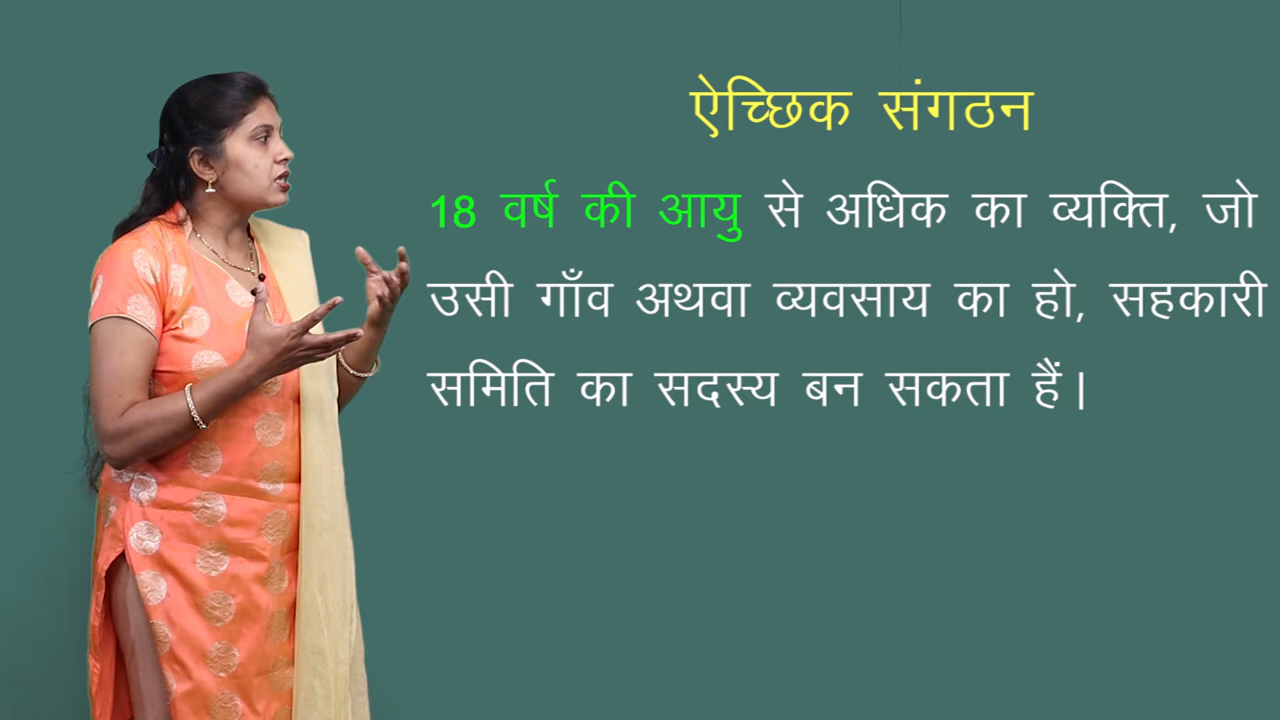 ऐच्छिक संगठन
18 वर्ष की आयु से अधिक का व्यक्ति, जो
उसी गाँव अथवा व्यवसाय का हो, सहकारी
समिति का सदस्य बन सकता हैं।